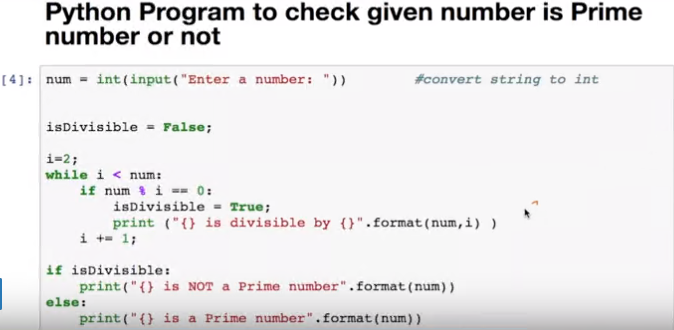 Python Program to check given number is Prime
number or not
[4]: num = int(input("Enter a number: ")) #convert string to int
isDivisible = False;
i=2;
while i < num:
if num % i == 0:
isDivisible = True;
print ("{} is divisible by {}".format(num,i) )
i += 1;
if isDivisible:
print("{} is NOT a Prime number".format(num))
else:
print("{} is a Prime number".format(num))